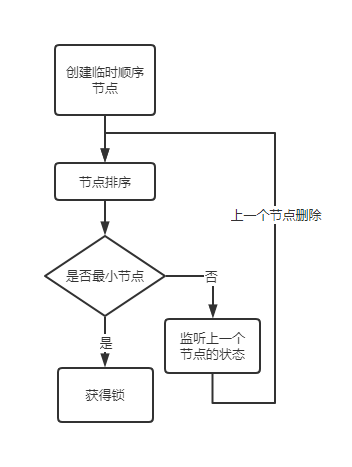 创建临时顺序
节点
节点排序
上一个节点删除
是否最小节点
否
监听上一个
节点的状态
是
获得锁